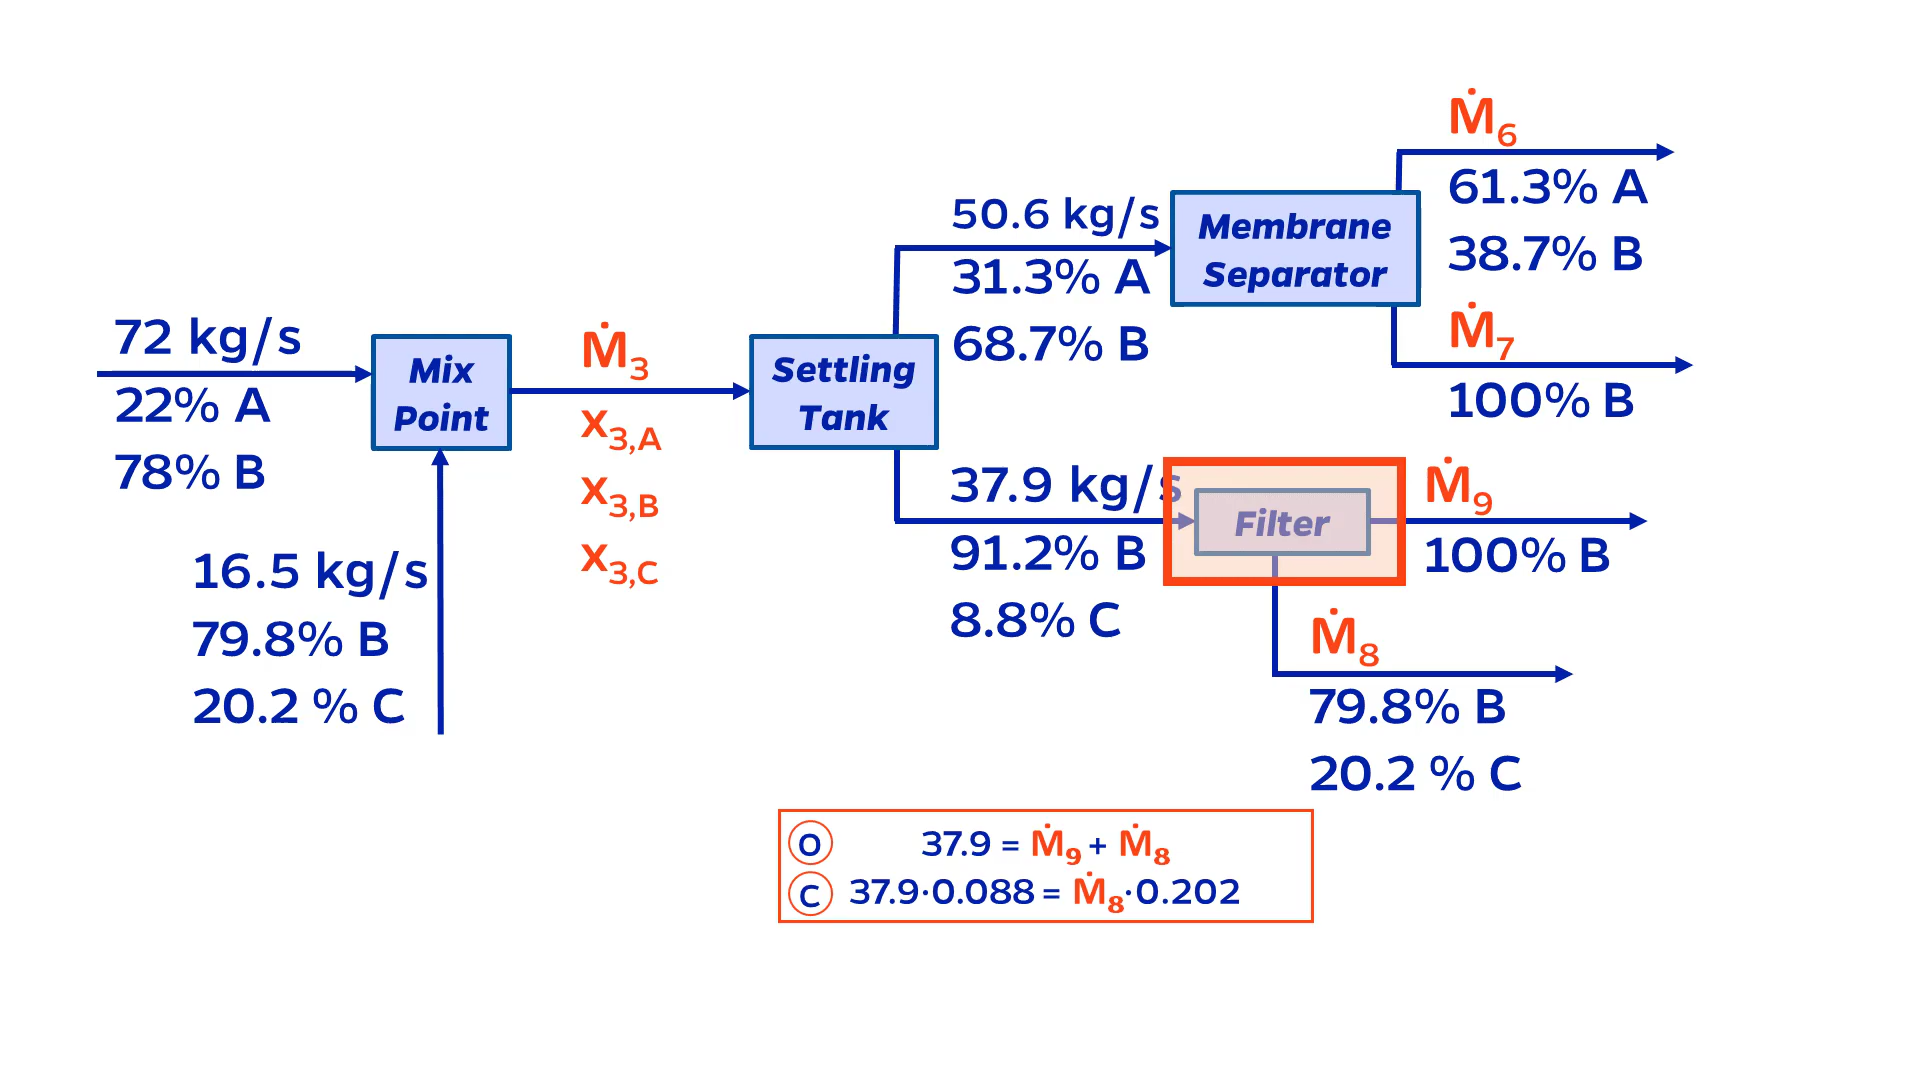 Ṁ6
61.3% A
38.7% B
50.6 kg/s
31.3% A
68.7% B
Membrane
Separator
Ṁ7
100% B
72 kg/s
22% A
78% B
Mix
Point
Ṁ3
x3,A
x3,B
x3,C
Settling
Tank
37.9 kg/s
91.2% B
8.8% C
Filter
Ṁ9
100% B
16.5 kg/s
79.8% B
20.2 % C
Ṁ8
79.8% B
20.2 % C
O 37.9 = Ṁ9 + Ṁ8
C 37.9·0.088 = Ṁ8·0.202